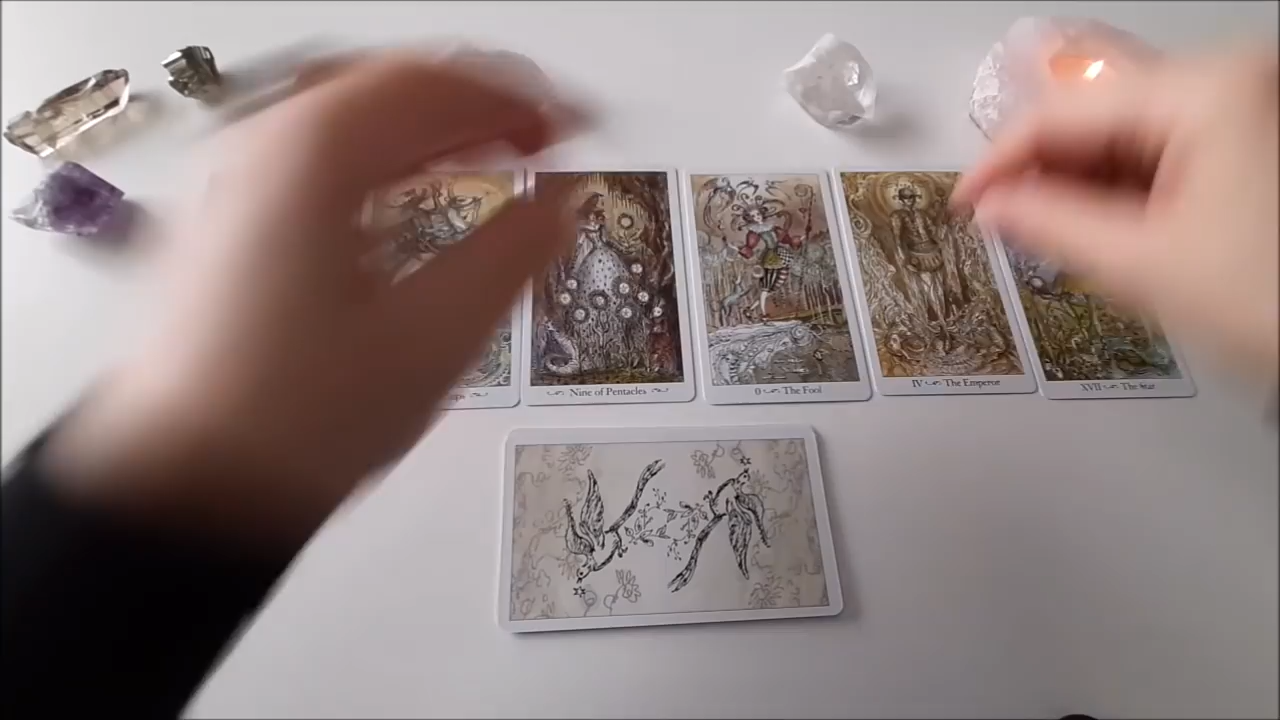 Nine of Pentacles
0 The Fool
IV The Emperor
XVII The Star